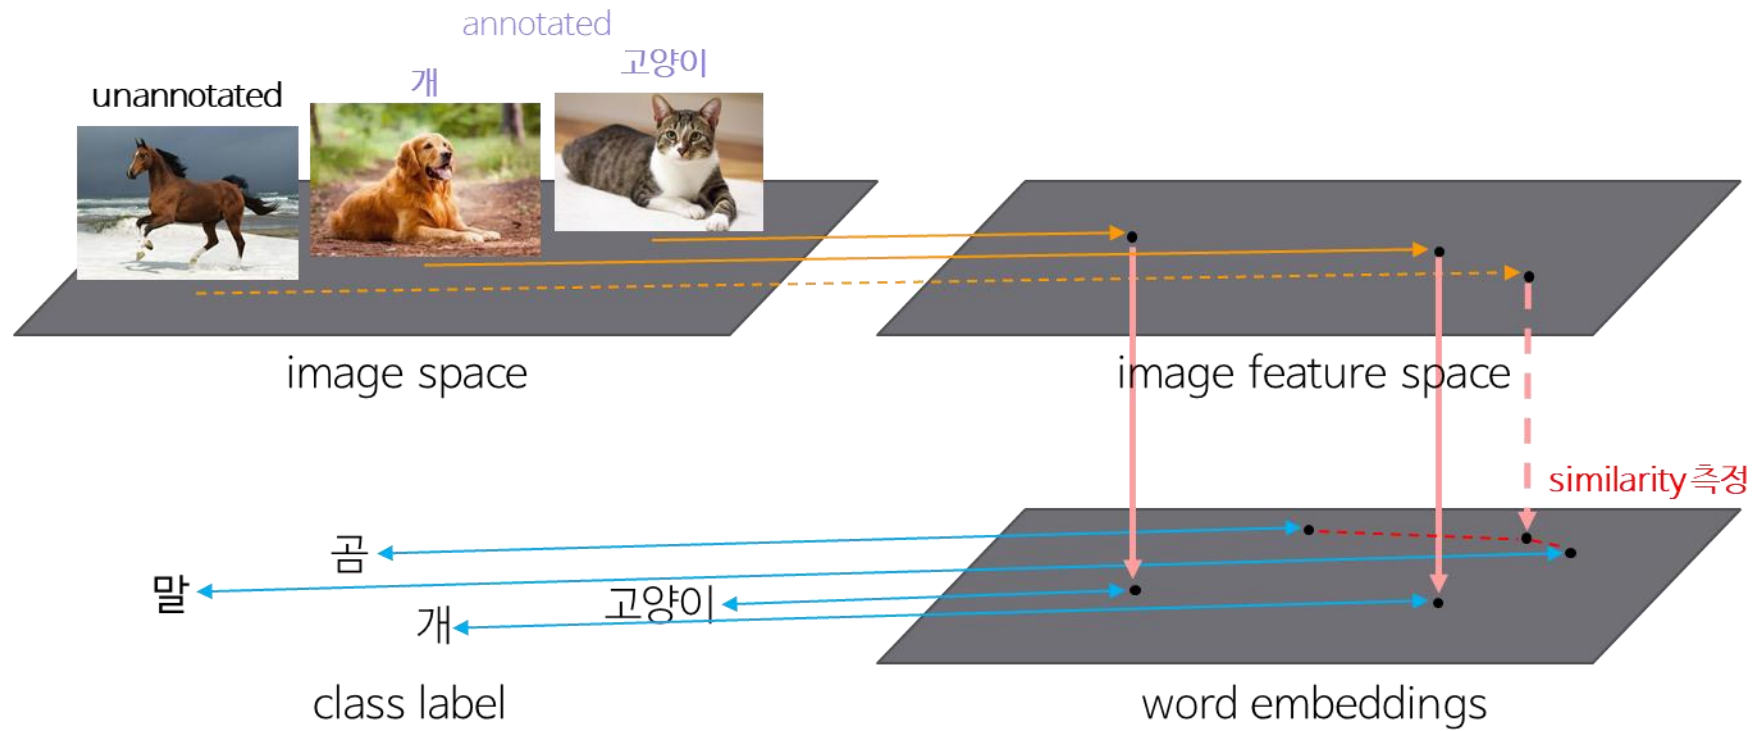 annotated
고양이
개
unannotated
image space
image feature space
similarity 측정
곰
말
고양이
개
class label
word embeddings